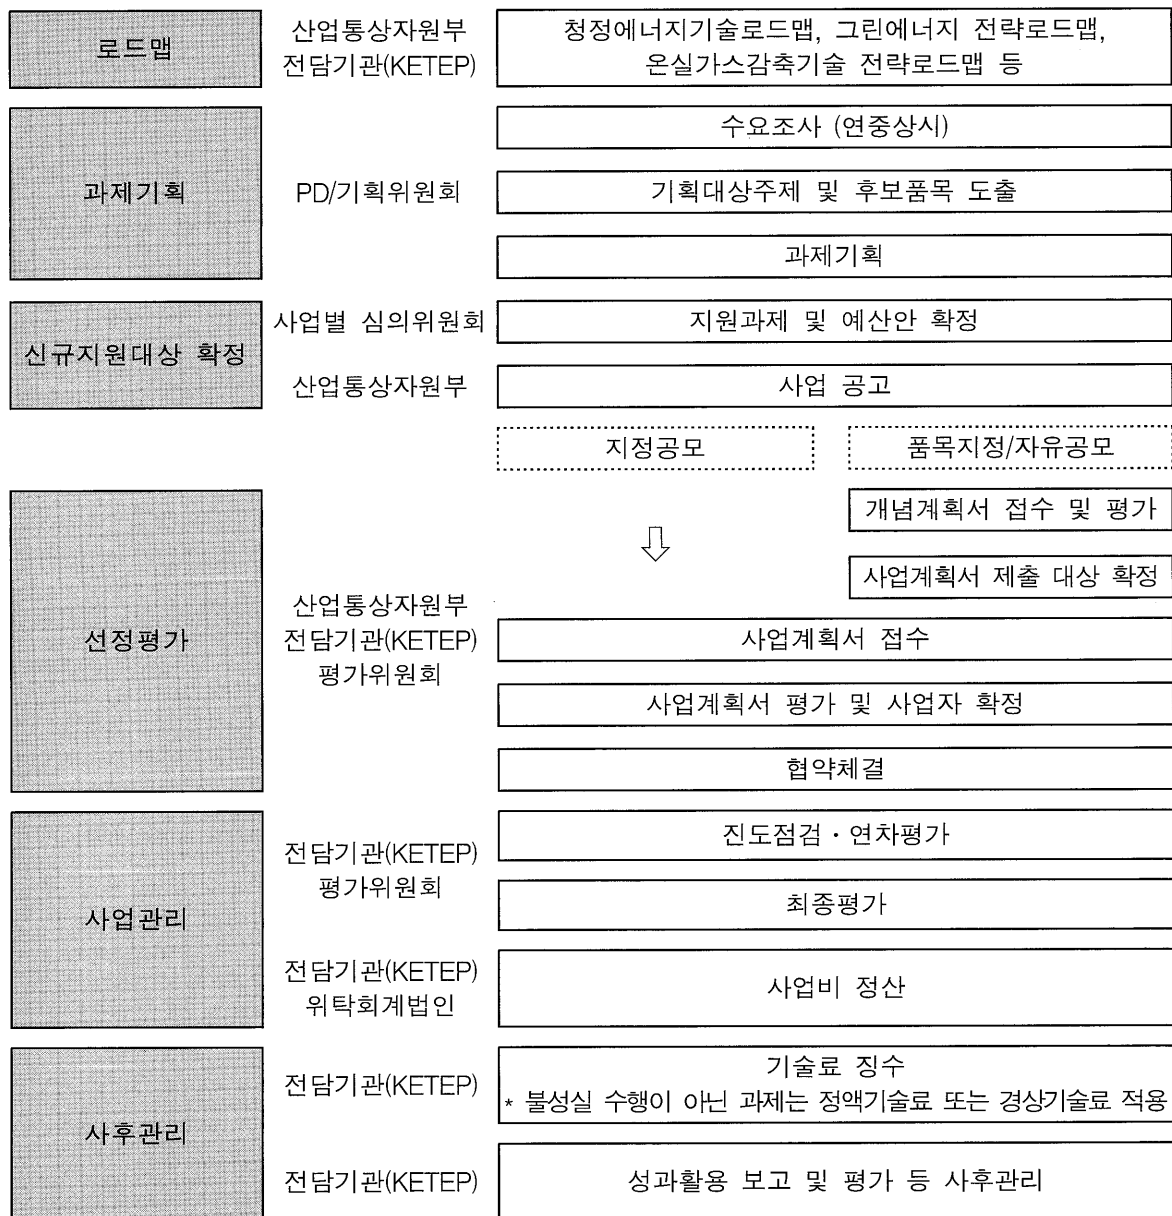 로드맵
산업통상자원부
전담기관(KETEP)
청정에너지기술로드맵, 그린에너지 전략로드맵,
온실가스감축기술 전략로드맵 등
과제기획
PD/기획위원회
수요조사 (연중상시)
기획대상주제 및 후보품목 도출
과제기획
신규지원대상 확정
사업별 심의위원회
지원과제 및 예산안 확정
산업통상자원부
사업 공고
지정공모
품목지정/자유공모
개념계획서 접수 및 평가
사업계획서 제출 대상 확정
선정평가
산업통상자원부
전담기관(KETEP)
평가위원회
사업계획서 접수
사업계획서 평가 및 사업자 확정
협약체결
사업관리
전담기관(KETEP)
평가위원회
진도점검·연차평가
최종평가
전담기관(KETEP)
위탁회계법인
사업비 정산
사후관리
전담기관(KETEP)
기술료 징수
* 불성실 수행이 아닌 과제는 정액기술료 또는 경상기술료 적용
전담기관(KETEP)
성과활용 보고 및 평가 등 사후관리